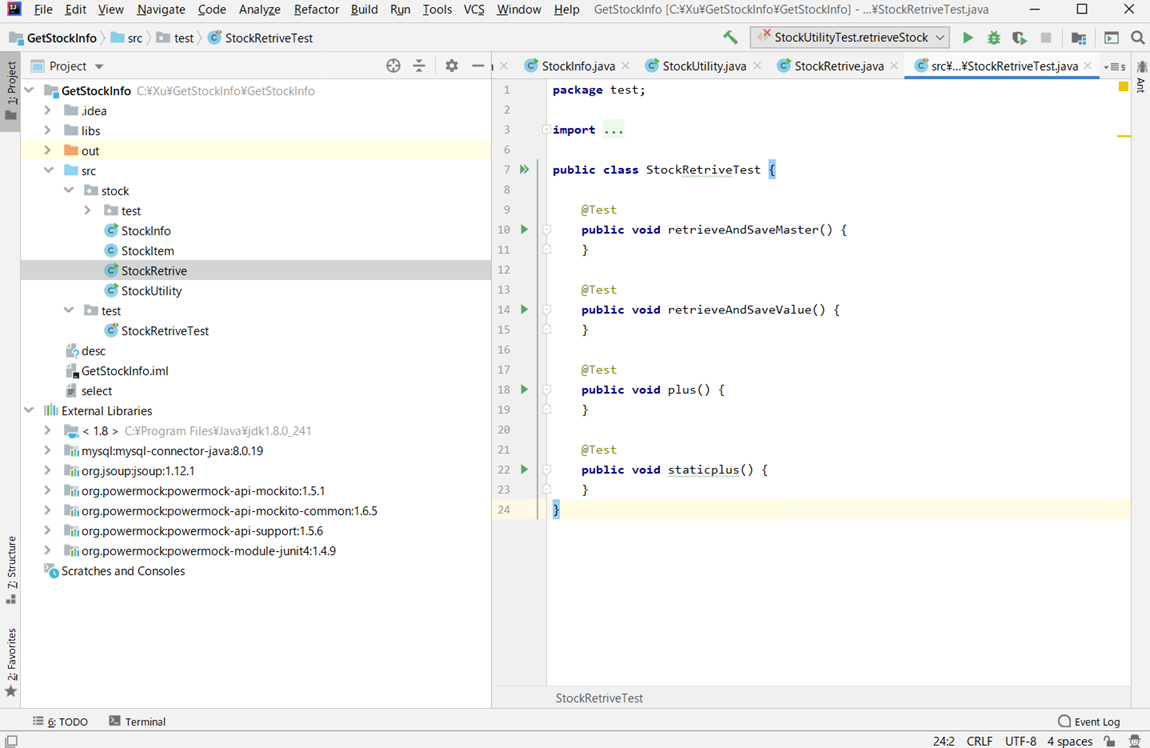 File Edit View Navigate Code Analyze Refactor Build Run Tools VCS Window Help GetStockInfo [C:¥Xu¥GetStockInfo¥GetStockInfo] - ...¥StockRetriveTest.java
GetStockInfo src test StockRetriveTest StockUtilityTest.retrieveStock
Project
StockInfo.java StockUtility.java StockRetrive.java src¥...¥StockRetriveTest.java 5
1: Project
Ant
GetStockInfo C:¥Xu¥GetStockInfo¥GetStockInfo
.idea
libs
out
src
stock
test
StockInfo
StockItem
StockRetrive
StockUtility
test
StockRetriveTest
desc
GetStockInfo.iml
select
External Libraries
< 1.8 > C:¥Program Files¥Java¥jdk1.8.0_241
mysql:mysql-connector-java:8.0.19
org.jsoup:jsoup:1.12.1
org.powermock:powermock-api-mockito:1.5.1
org.powermock:powermock-api-mockito-common:1.6.5
org.powermock:powermock-api-support:1.5.6
org.powermock:powermock-module-junit4:1.4.9
Scratches and Consoles
7: Structure
2: Favorites
1 package test;
2
3 import ...
6
7 public class StockRetriveTest {
8
9 @Test
10 public void retrieveAndSaveMaster() {
11 }
12
13 @Test
14 public void retrieveAndSaveValue() {
15 }
16
17 @Test
18 public void plus() {
19 }
20
21 @Test
22 public void staticplus() {
23 }
24 }
StockRetriveTest
6: TODO Terminal Event Log
24:2 CRLF UTF-8 4 spaces